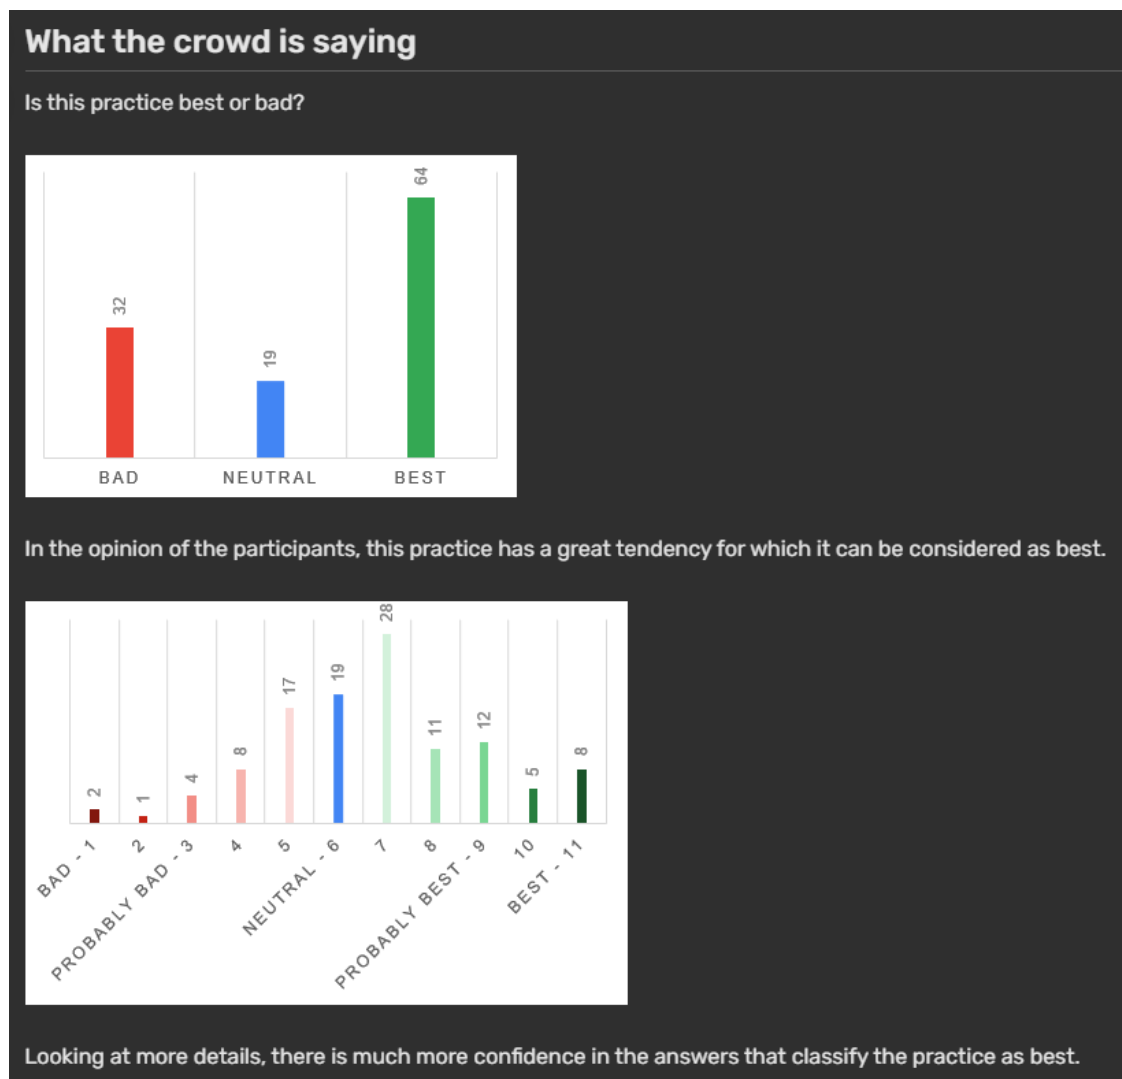 What the crowd is saying
Is this practice best or bad?
32
19
64
BAD
NEUTRAL
BEST
In the opinion of the participants, this practice has a great tendency for which it can be considered as best.
2
1
4
8
17
19
28
11
12
5
8
BAD - 1
2
PROBABLY BAD - 3
4
5
NEUTRAL - 6
7
8
PROBABLY BEST - 9
10
BEST - 11
Looking at more details, there is much more confidence in the answers that classify the practice as best.